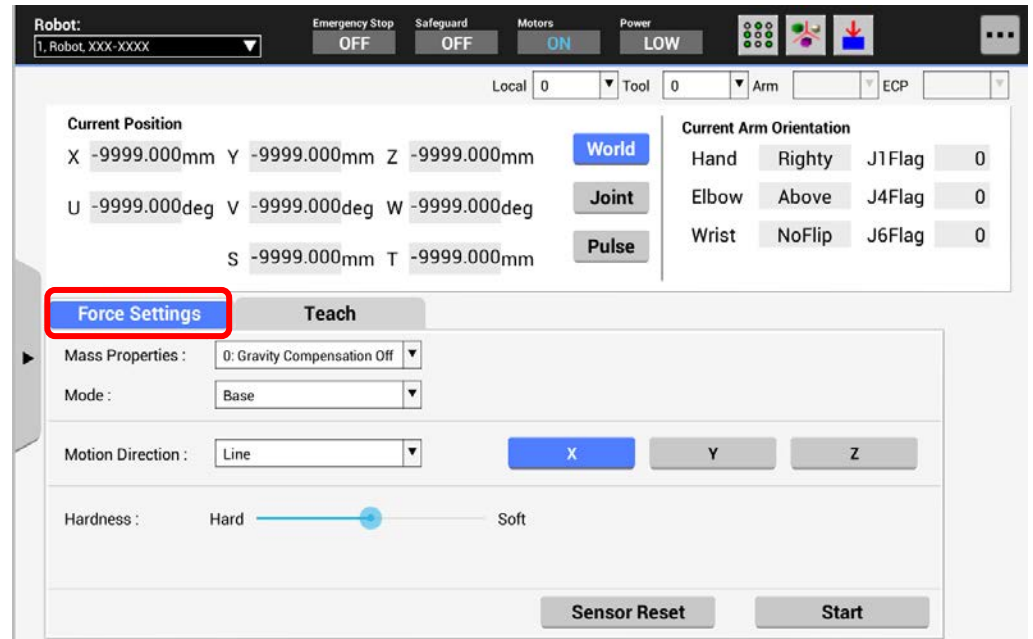 Robot: Emergency Stop Safeguard Motors Power
1, Robot, XXX-XXXX OFF OFF ON LOW
Local 0 Tool 0 Arm ECP
Current Position Current Arm Orientation
X -9999.000mm Y -9999.000mm Z -9999.000mm World Hand Righty J1Flag 0
U -9999.000deg V -9999.000deg W -9999.000deg Joint Elbow Above J4Flag 0
S -9999.000mm T -9999.000mm Pulse Wrist NoFlip J6Flag 0
Force Settings Teach
Mass Properties : 0: Gravity Compensation Off
Mode : Base
Motion Direction : Line X Y Z
Hardness : Hard Soft
Sensor Reset Start